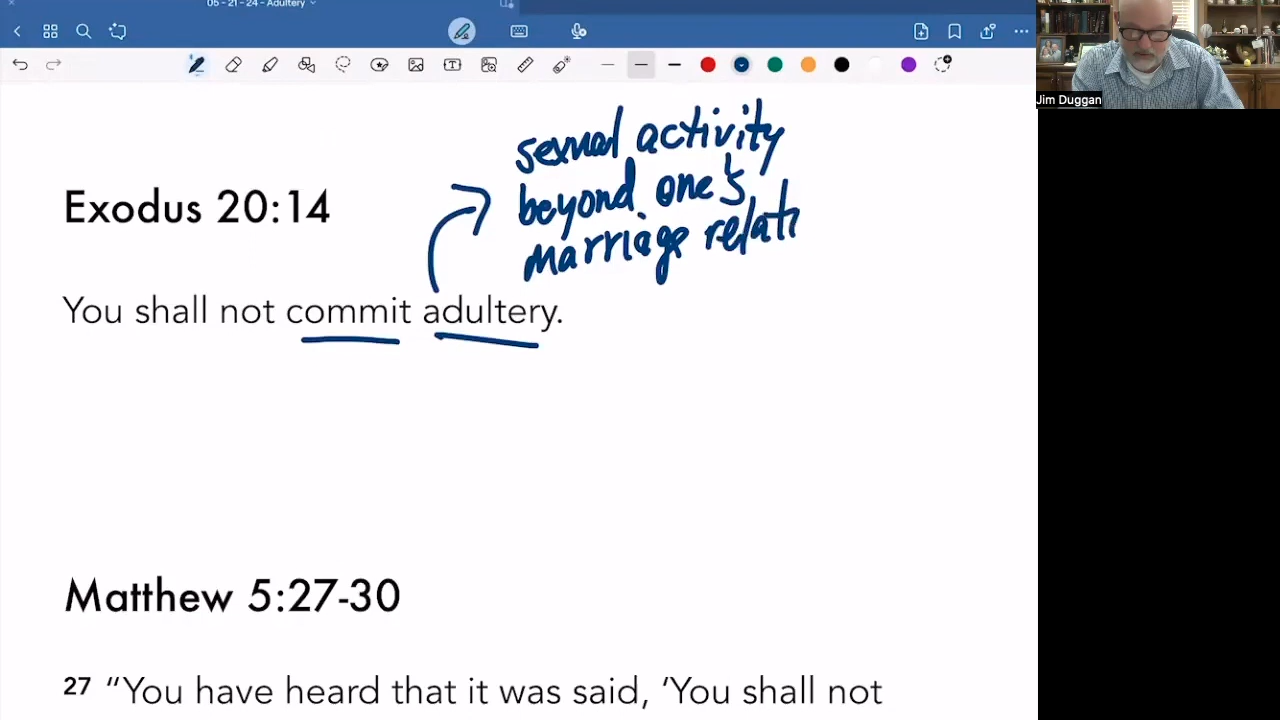 05 - 21 - 24 - Adultery
Jim Duggan
sexual activity
beyond one's
marriage relati
Exodus 20:14
You shall not commit adultery.
Matthew 5:27-30
27 “You have heard that it was said, ‘You shall not